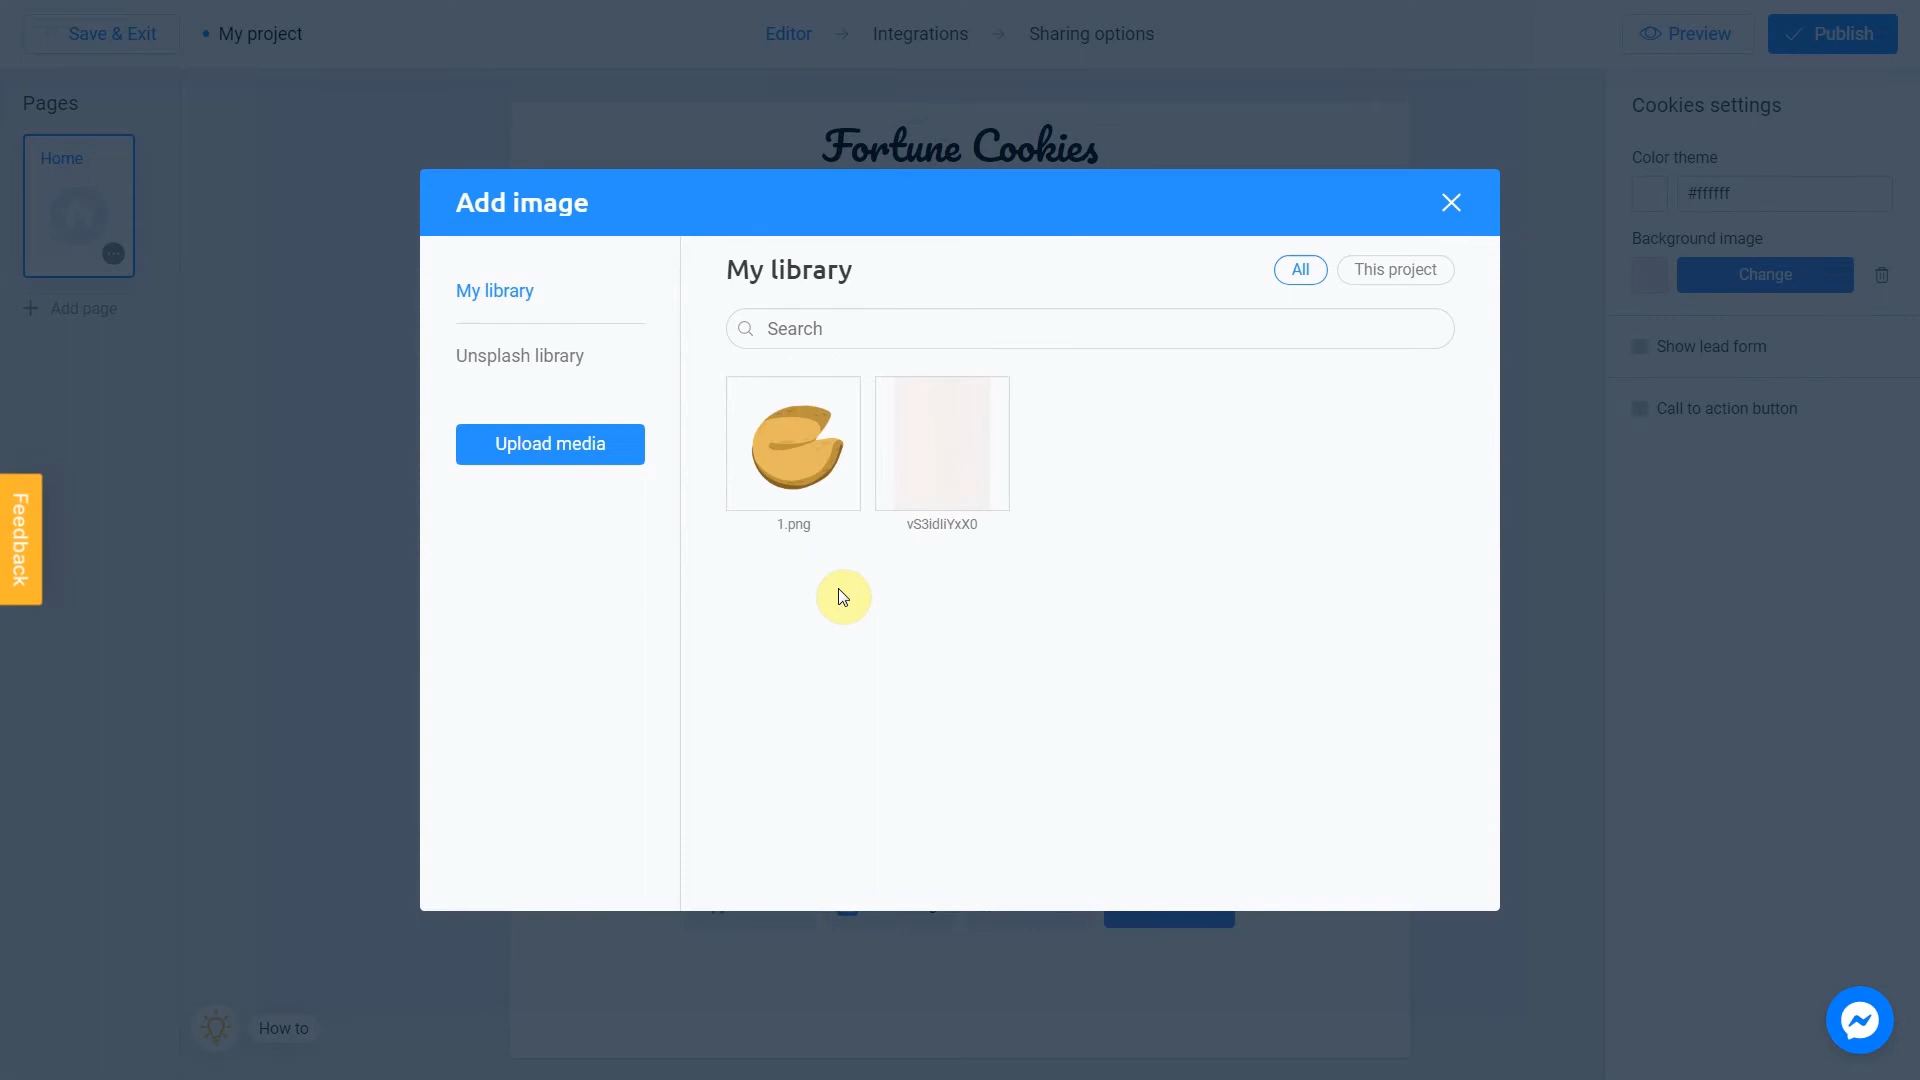 Save & Exit
My project
Editor
Integrations
Sharing options
Preview
Publish
Pages
Home
Add page
Fortune Cookies
Cookies settings
Color theme
#ffffff
Background image
Change
Show lead form
Call to action button
Add image
My library
Unsplash library
Upload media
My library
All
This project
Search
1.png
vS3idIiYxX0
Feedback
How to